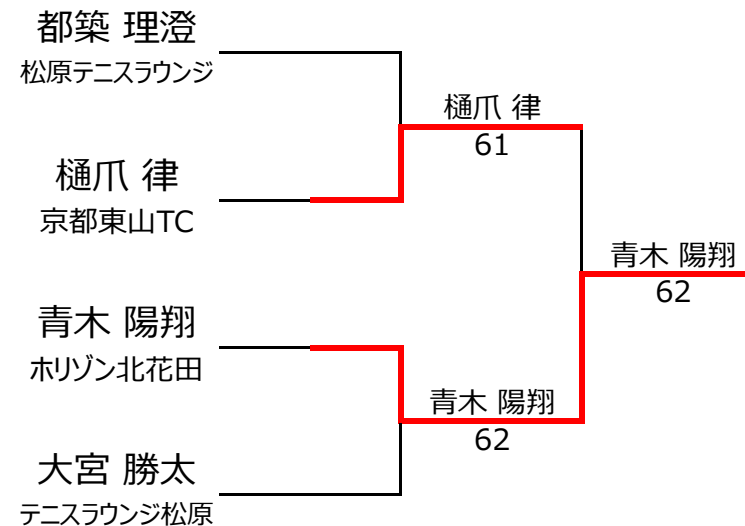 都築 理澄
松原テニスラウンジ
樋爪 律
61
樋爪 律
京都東山TC
青木 陽翔
62
青木 陽翔
ホリゾン北花田
青木 陽翔
62
大宮 勝太
テニスラウンジ松原